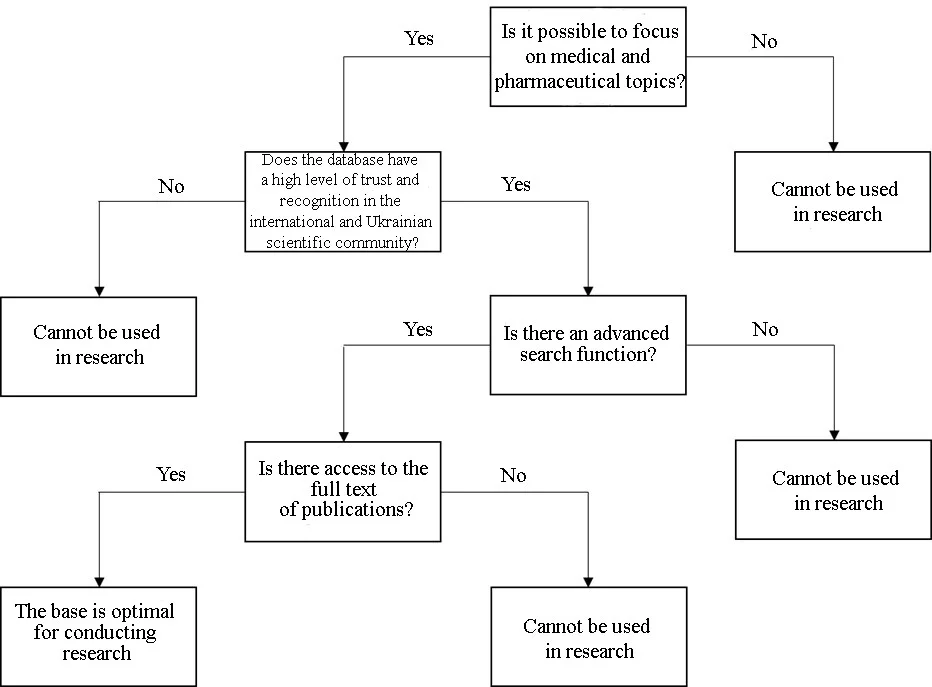 Is it possible to focus
on medical and
pharmaceutical topics?
Yes
No
Does the database have
a high level of trust and
recognition in the
international and Ukrainian
scientific community?
No
Yes
Cannot be used
in research
Cannot be used
in research
Is there an advanced
search function?
Yes
No
Is there access to the
full text
of publications?
Yes
No
Cannot be used
in research
The base is optimal
for conducting
research
Cannot be used
in research